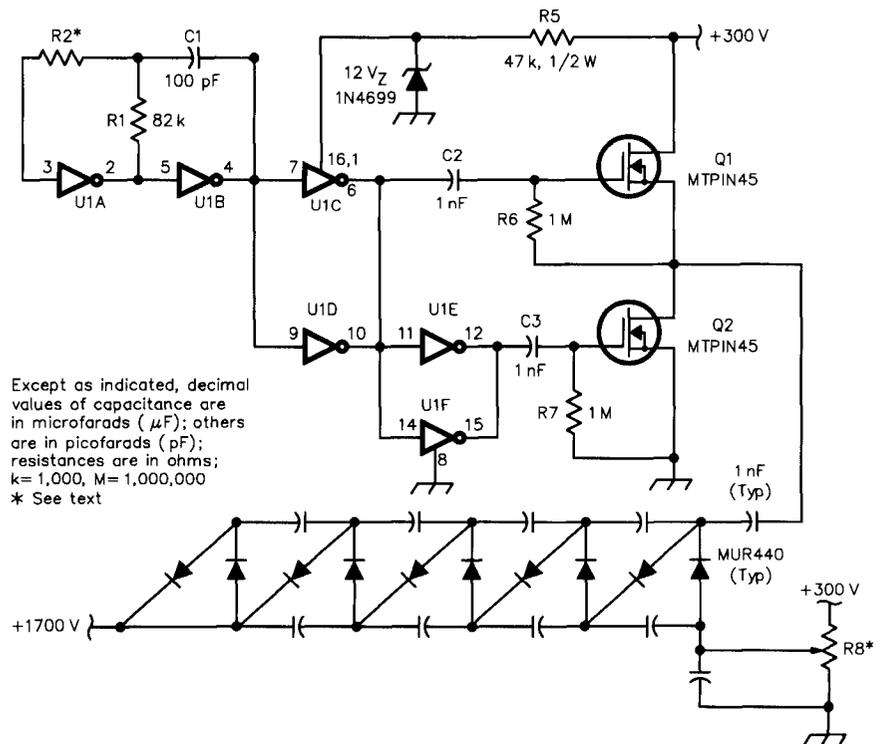 R2*
C1
100 pF
R1
82 k
3
2
5
4
U1A
U1B
R5
47 k, 1/2 W
+300 V
12 VZ
1N4699
7
16,1
6
U1C
C2
1 nF
R6
1 M
Q1
MTPIN45
U1D
9
10
U1E
11
12
C3
1 nF
Q2
MTPIN45
U1F
14
15
8
R7
1 M
Except as indicated, decimal
values of capacitance are
in microfarads ( µF); others
are in picofarads ( pF);
resistances are in ohms;
k= 1,000, M= 1,000,000
* See text
1 nF
(Typ)
MUR440
(Typ)
+1700 V
+300 V
R8*